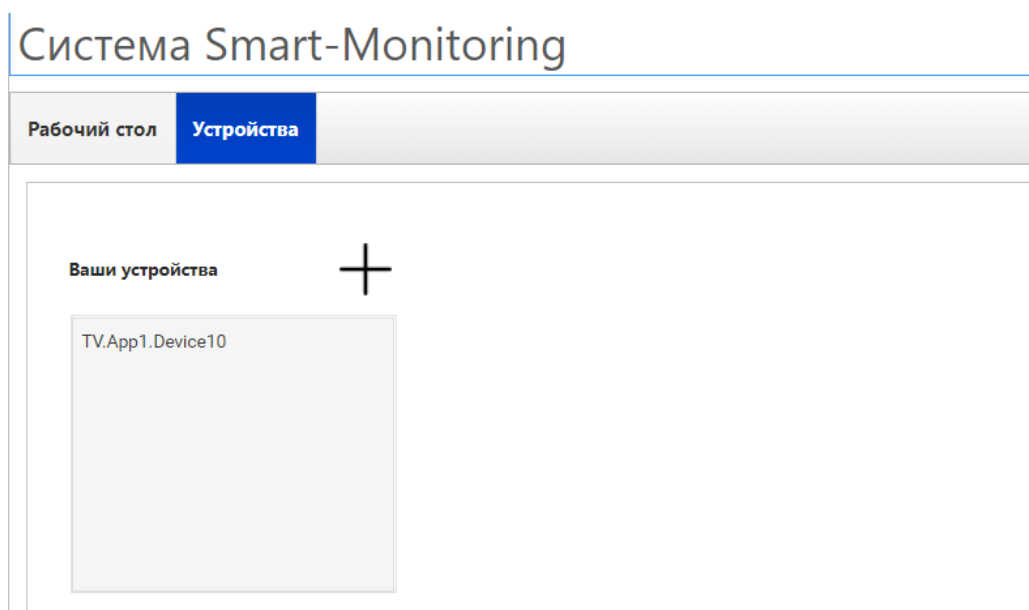 Система Smart-Monitoring
Рабочий стол Устройства
Ваши устройства
TV.App1.Device10